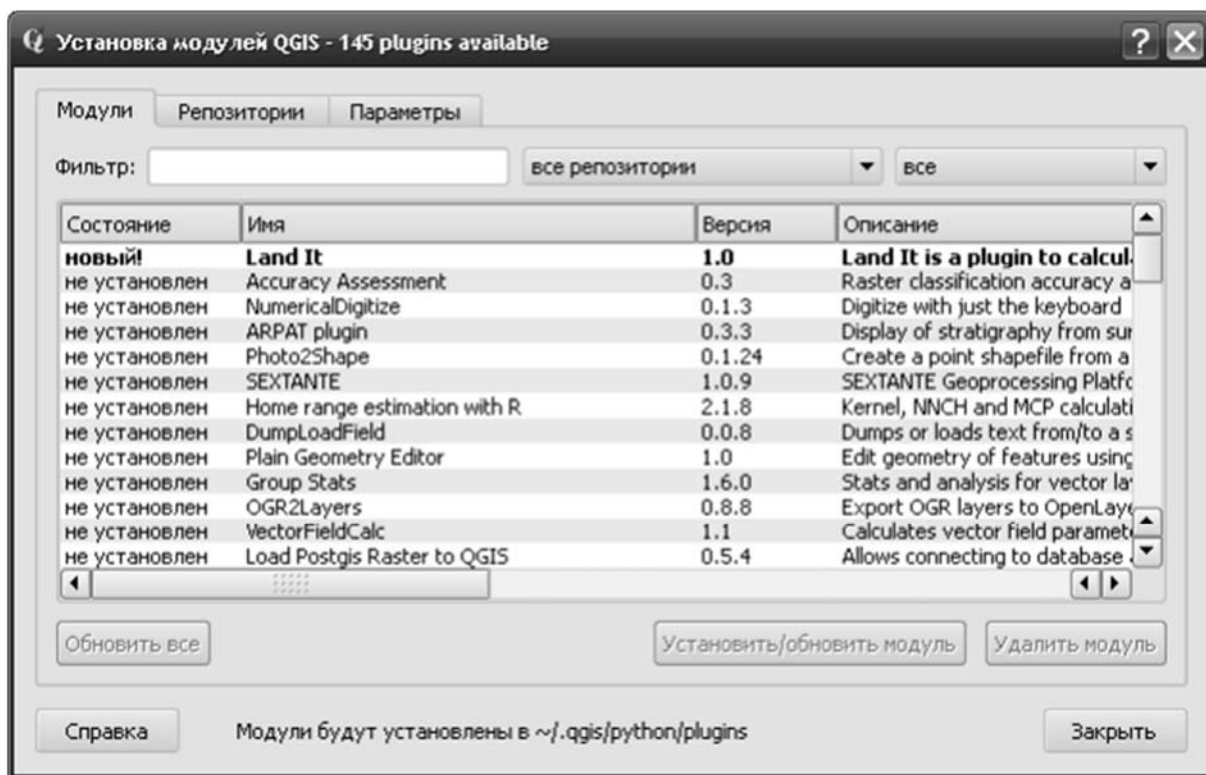 Установка модулей QGIS - 145 plugins available
Модули Репозитории Параметры
Фильтр: все репозитории все
Состояние Имя Версия Описание
новый! Land It 1.0 Land It is a plugin to calcul
не установлен Accuracy Assessment 0.3 Raster classification accuracy a
не установлен NumericalDigitize 0.1.3 Digitize with just the keyboard
не установлен ARPAT plugin 0.3.3 Display of stratigraphy from sur
не установлен Photo2Shape 0.1.24 Create a point shapefile from a
не установлен SEXTANTE 1.0.9 SEXTANTE Geoprocessing Platfo
не установлен Home range estimation with R 2.1.8 Kernel, NNCH and MCP calculati
не установлен DumpLoadField 0.0.8 Dumps or loads text from/to a s
не установлен Plain Geometry Editor 1.0 Edit geometry of features using
не установлен Group Stats 1.6.0 Stats and analysis for vector la
не установлен OGR2Layers 0.8.8 Export OGR layers to OpenLaye
не установлен VectorFieldCalc 1.1 Calculates vector field paramet
не установлен Load Postgis Raster to QGIS 0.5.4 Allows connecting to database
Обновить все Установить/обновить модуль Удалить модуль
Справка Модули будут установлены в ~/.qgis/python/plugins Закрыть